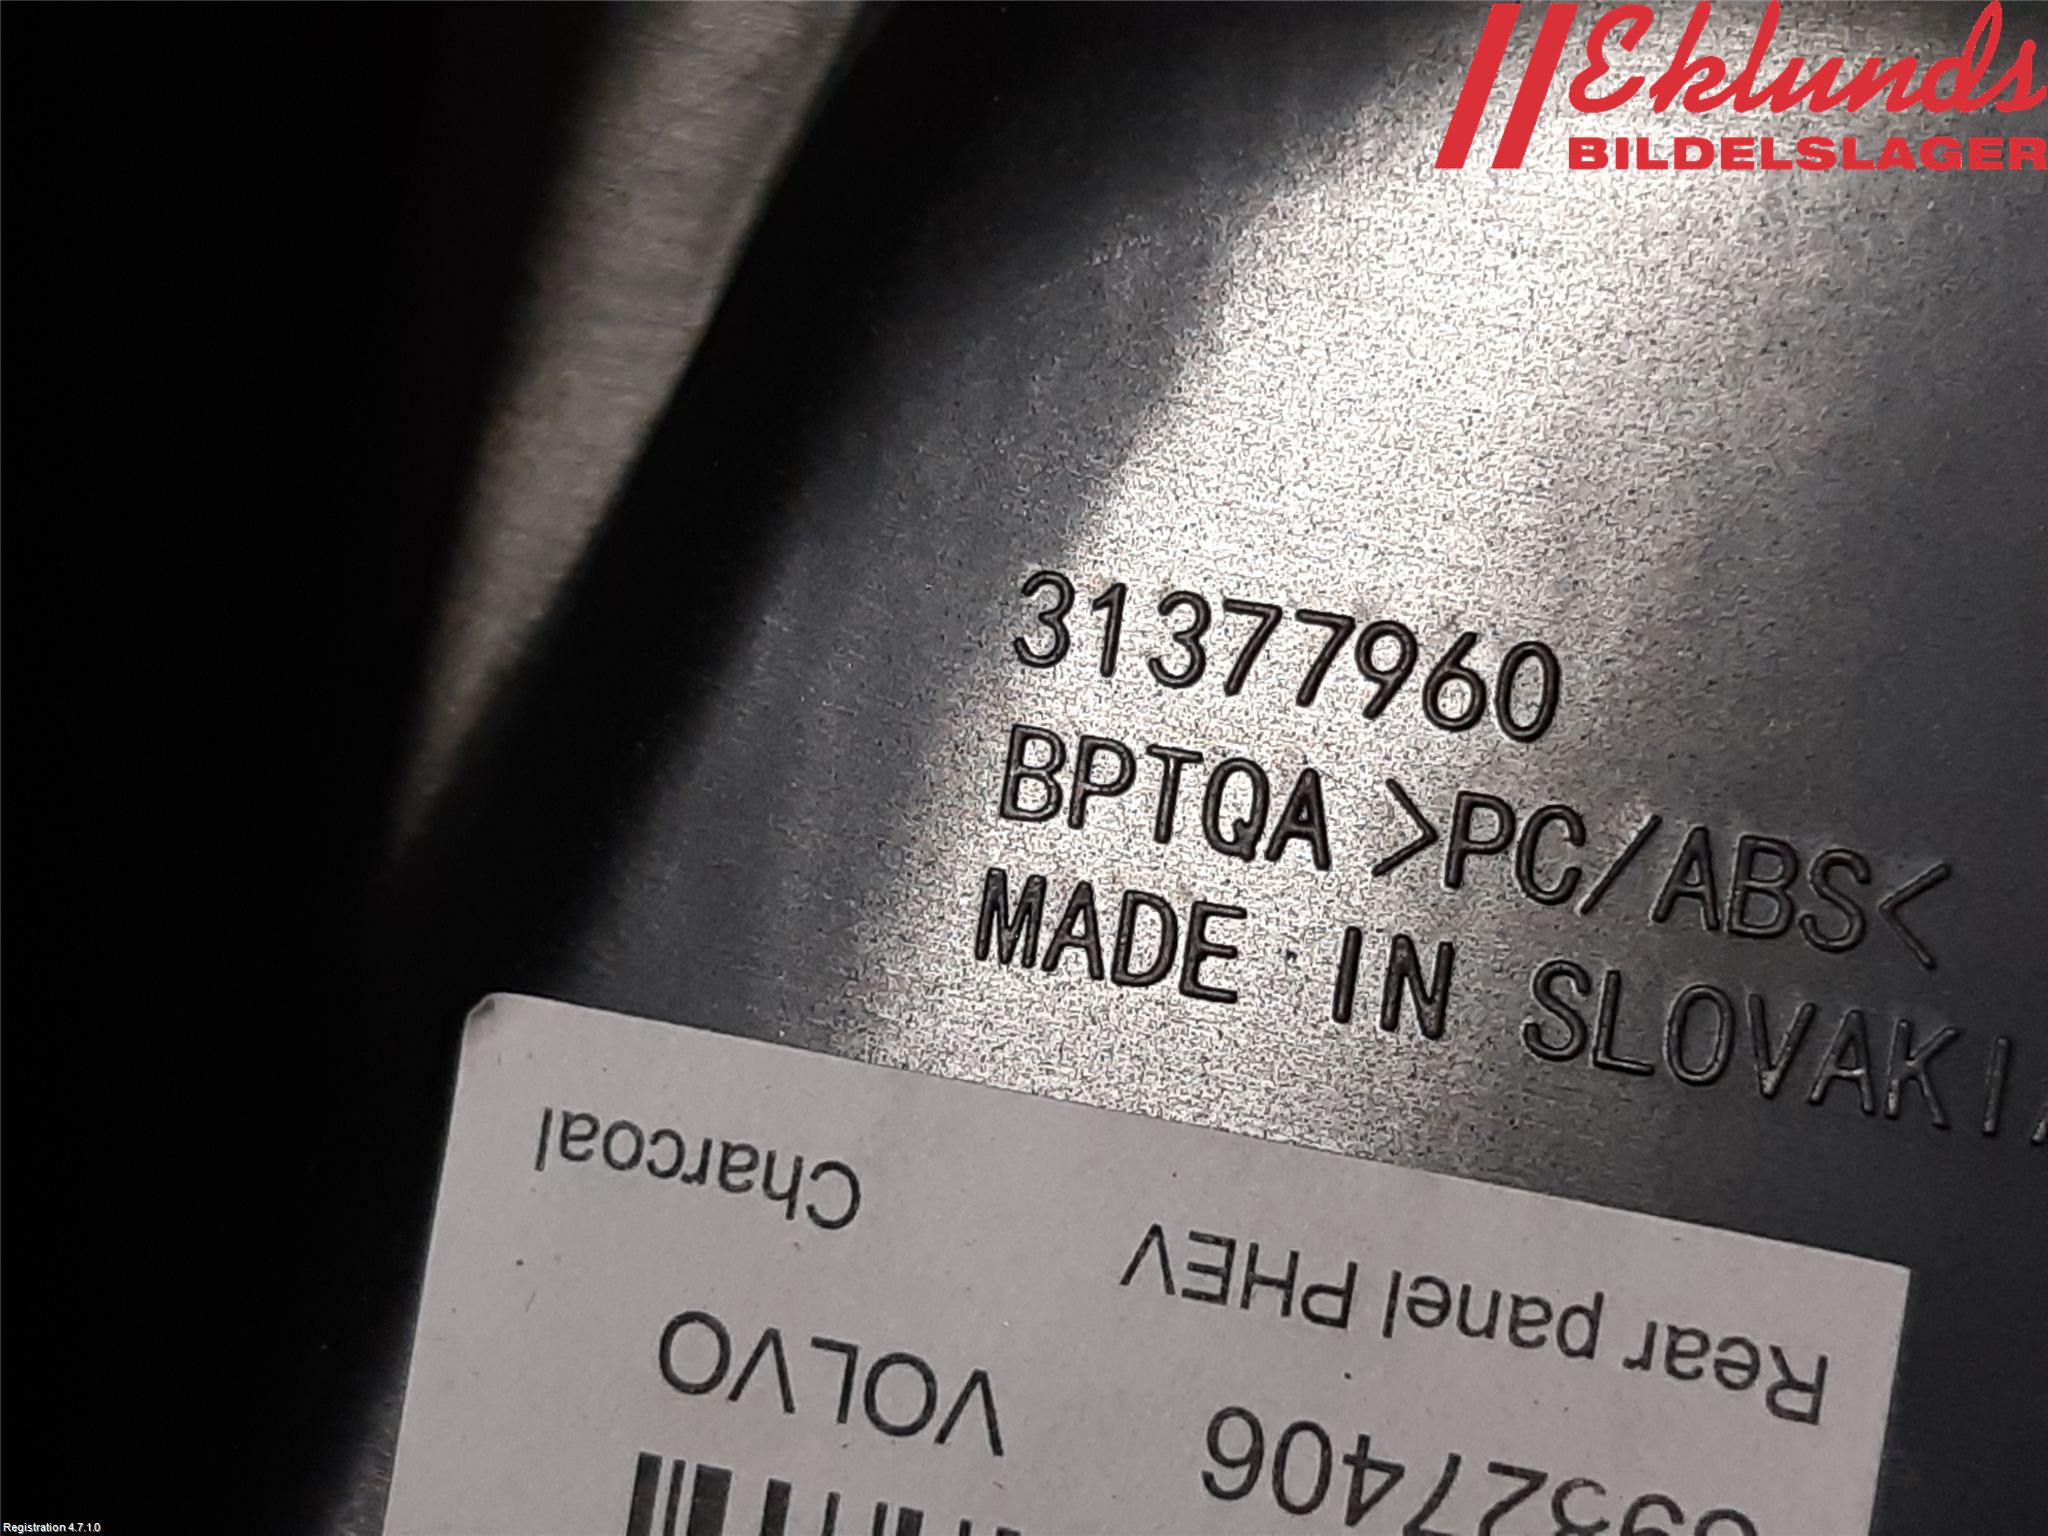 Eklunds
BILDELSLAGER
31377960
BPTQA >PC/ABS<
MADE IN SLOVAKI
39327406
VOLVO
Rear panel PHEV
Charcoal
Registration 4.7.1.0